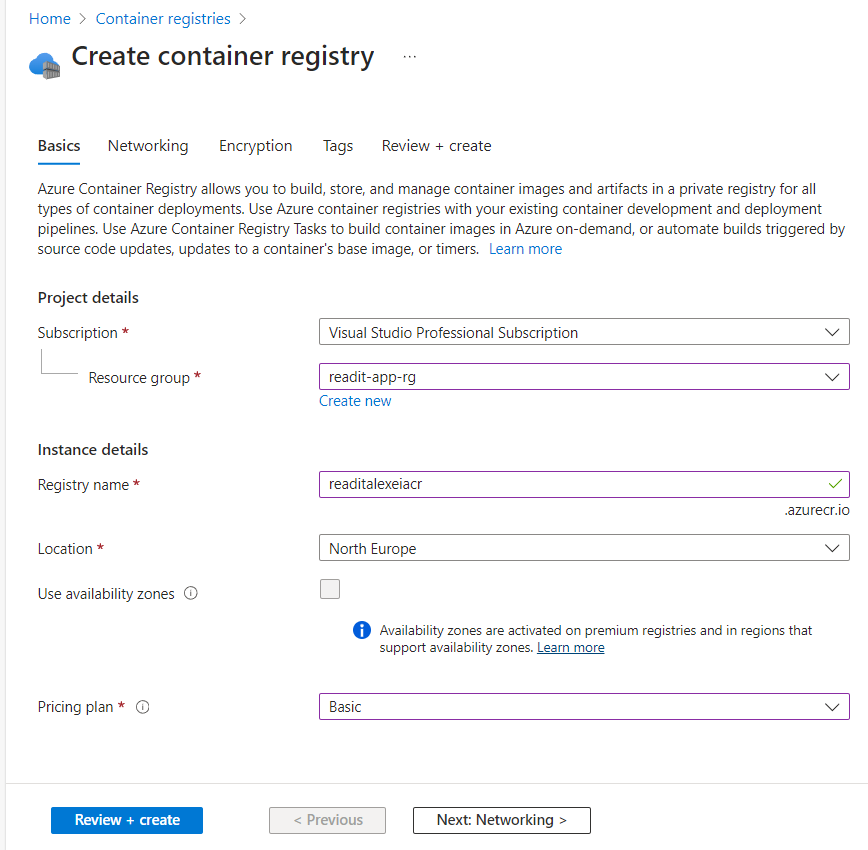 Home > Container registries >
Create container registry ...
Basics Networking Encryption Tags Review + create
Azure Container Registry allows you to build, store, and manage container images and artifacts in a private registry for all
types of container deployments. Use Azure container registries with your existing container development and deployment
pipelines. Use Azure Container Registry Tasks to build container images in Azure on-demand, or automate builds triggered by
source code updates, updates to a container's base image, or timers. Learn more
Project details
Subscription * Visual Studio Professional Subscription
Resource group * readit-app-rg
Create new
Instance details
Registry name * readitalexeiacr
.azurecr.io
Location * North Europe
Use availability zones
Availability zones are activated on premium registries and in regions that
support availability zones. Learn more
Pricing plan * Basic
Review + create < Previous Next: Networking >